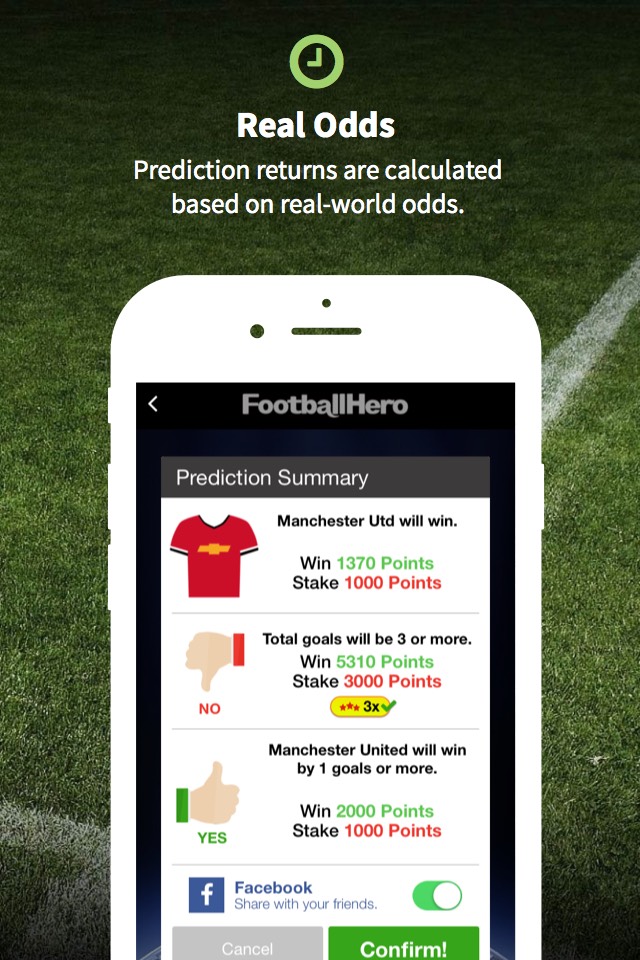 Real Odds
Prediction returns are calculated
based on real-world odds.
FootballHero
Prediction Summary
Manchester Utd will win.
Win 1370 Points
Stake 1000 Points
Total goals will be 3 or more.
Win 5310 Points
Stake 3000 Points
3x
NO
Manchester United will win
by 1 goals or more.
Win 2000 Points
Stake 1000 Points
YES
f
Facebook
Share with your friends.
Cancel
Confirm!